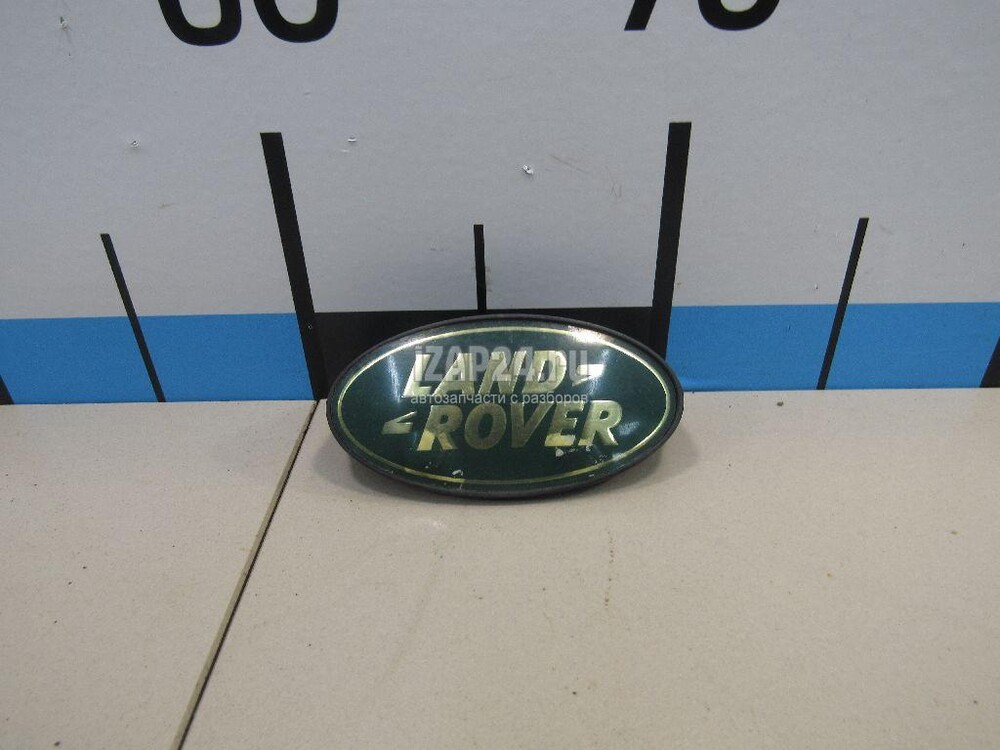 iZAP24.ru
LAND
автозапчасти с разборов
ROVER